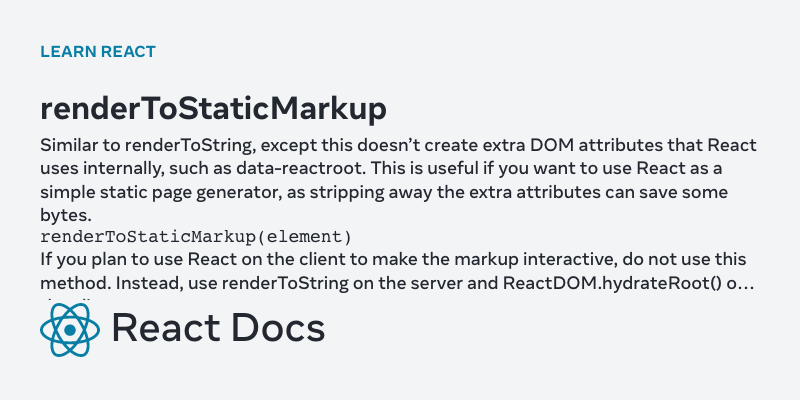 LEARN REACT
renderToStaticMarkup
Similar to renderToString, except this doesn’t create extra DOM attributes that React
uses internally, such as data-reactroot. This is useful if you want to use React as a
simple static page generator, as stripping away the extra attributes can save some
bytes.
renderToStaticMarkup(element)
If you plan to use React on the client to make the markup interactive, do not use this
method. Instead, use renderToString on the server and ReactDOM.hydrateRoot() o…
React Docs